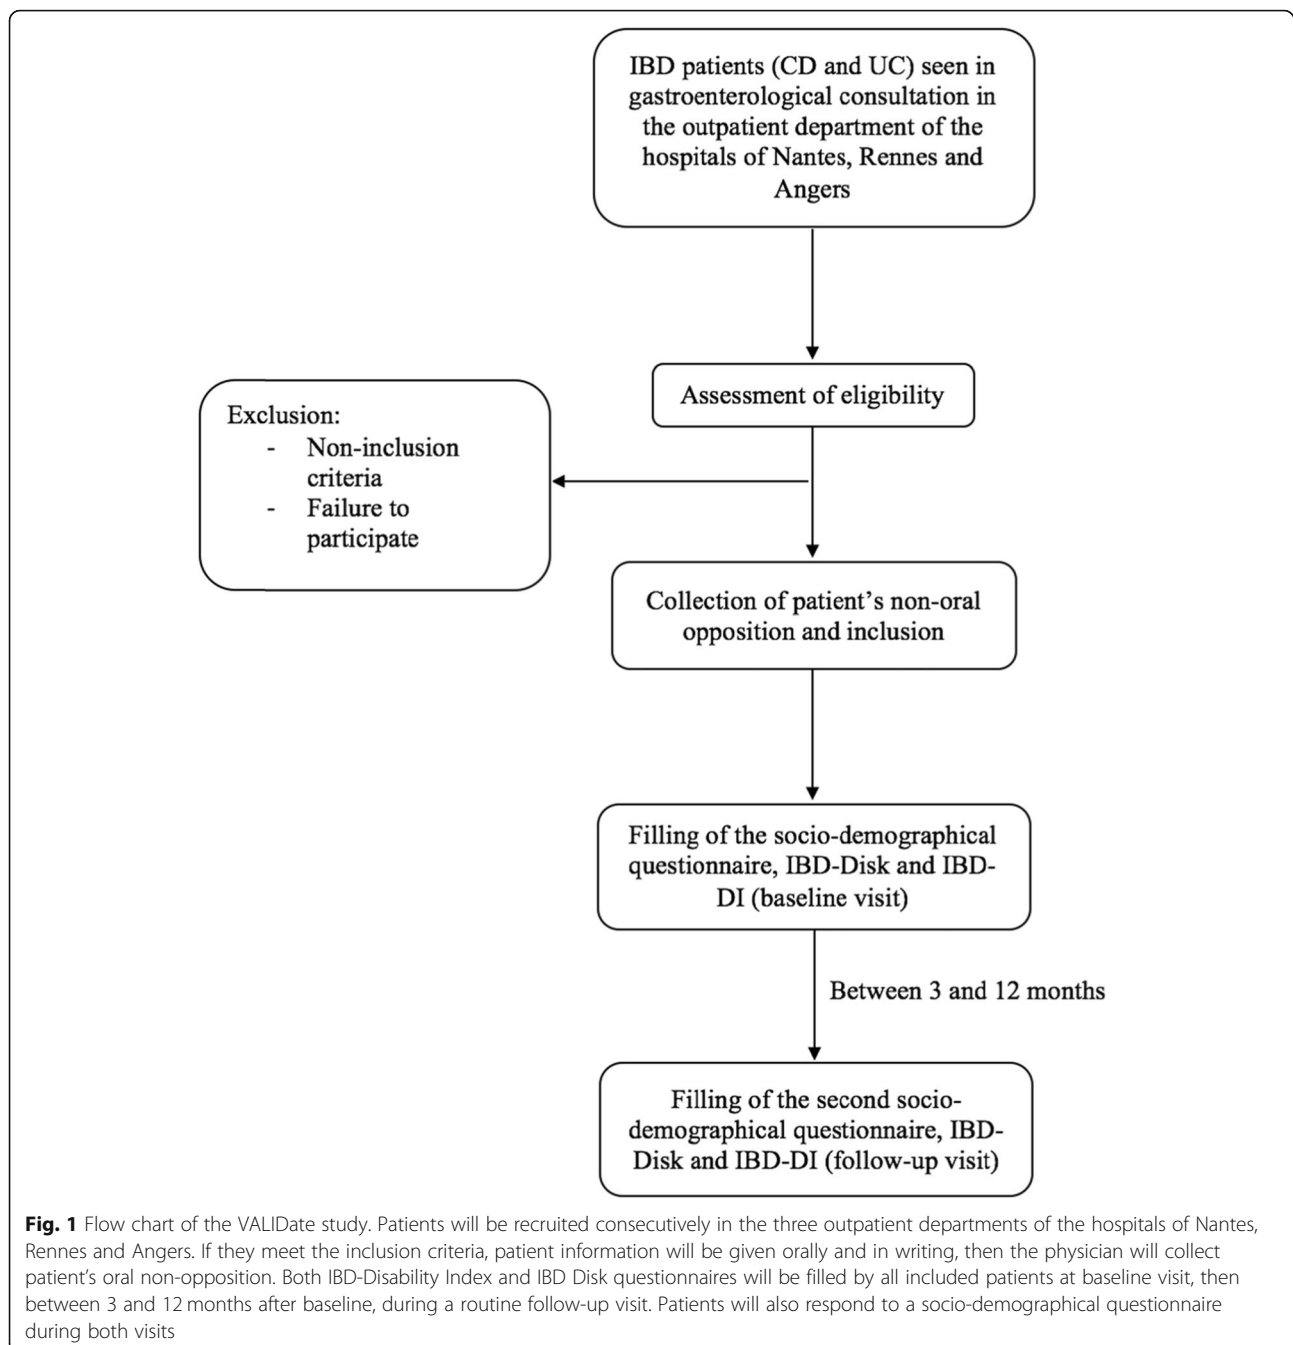 IBD patients (CD and UC) seen in
gastroenterological consultation in
the outpatient department of the
hospitals of Nantes, Rennes and
Angers
Assessment of eligibility
Exclusion:
- Non-inclusion
criteria
- Failure to
participate
Collection of patient’s non-oral
opposition and inclusion
Filling of the socio-demographical
questionnaire, IBD-Disk and IBD-
DI (baseline visit)
Between 3 and 12 months
Filling of the second socio-
demographical questionnaire, IBD-
Disk and IBD-DI (follow-up visit)
Fig. 1 Flow chart of the VALIDate study. Patients will be recruited consecutively in the three outpatient departments of the hospitals of Nantes,
Rennes and Angers. If they meet the inclusion criteria, patient information will be given orally and in writing, then the physician will collect
patient’s oral non-opposition. Both IBD-Disability Index and IBD Disk questionnaires will be filled by all included patients at baseline visit, then
between 3 and 12 months after baseline, during a routine follow-up visit. Patients will also respond to a socio-demographical questionnaire
during both visits